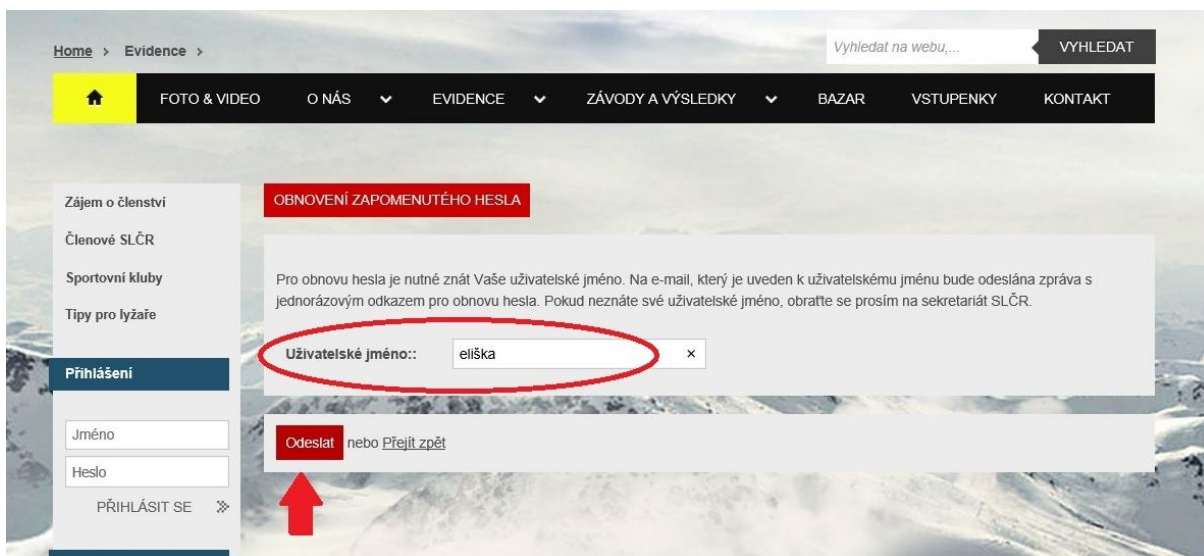 Home > Evidence >
Vyhledat na webu,...
VYHLEDAT
FOTO & VIDEO O NÁS EVIDENCE ZÁVODY A VÝSLEDKY BAZAR VSTUPENKY KONTAKT
Zájem o členství
Členové SLČR
Sportovní kluby
Tipy pro lyžaře
Přihlášení
Jméno
Heslo
PŘIHLÁSIT SE
OBNOVENÍ ZAPOMENUTÉHO HESLA
Pro obnovu hesla je nutné znát Vaše uživatelské jméno. Na e-mail, který je uveden k uživatelskému jménu bude odeslána zpráva s
jednorázovým odkazem pro obnovu hesla. Pokud neznáte své uživatelské jméno, obraťte se prosím na sekretariát SLČR.
Uživatelské jméno:: eliška ×
Odeslat nebo Přejít zpět